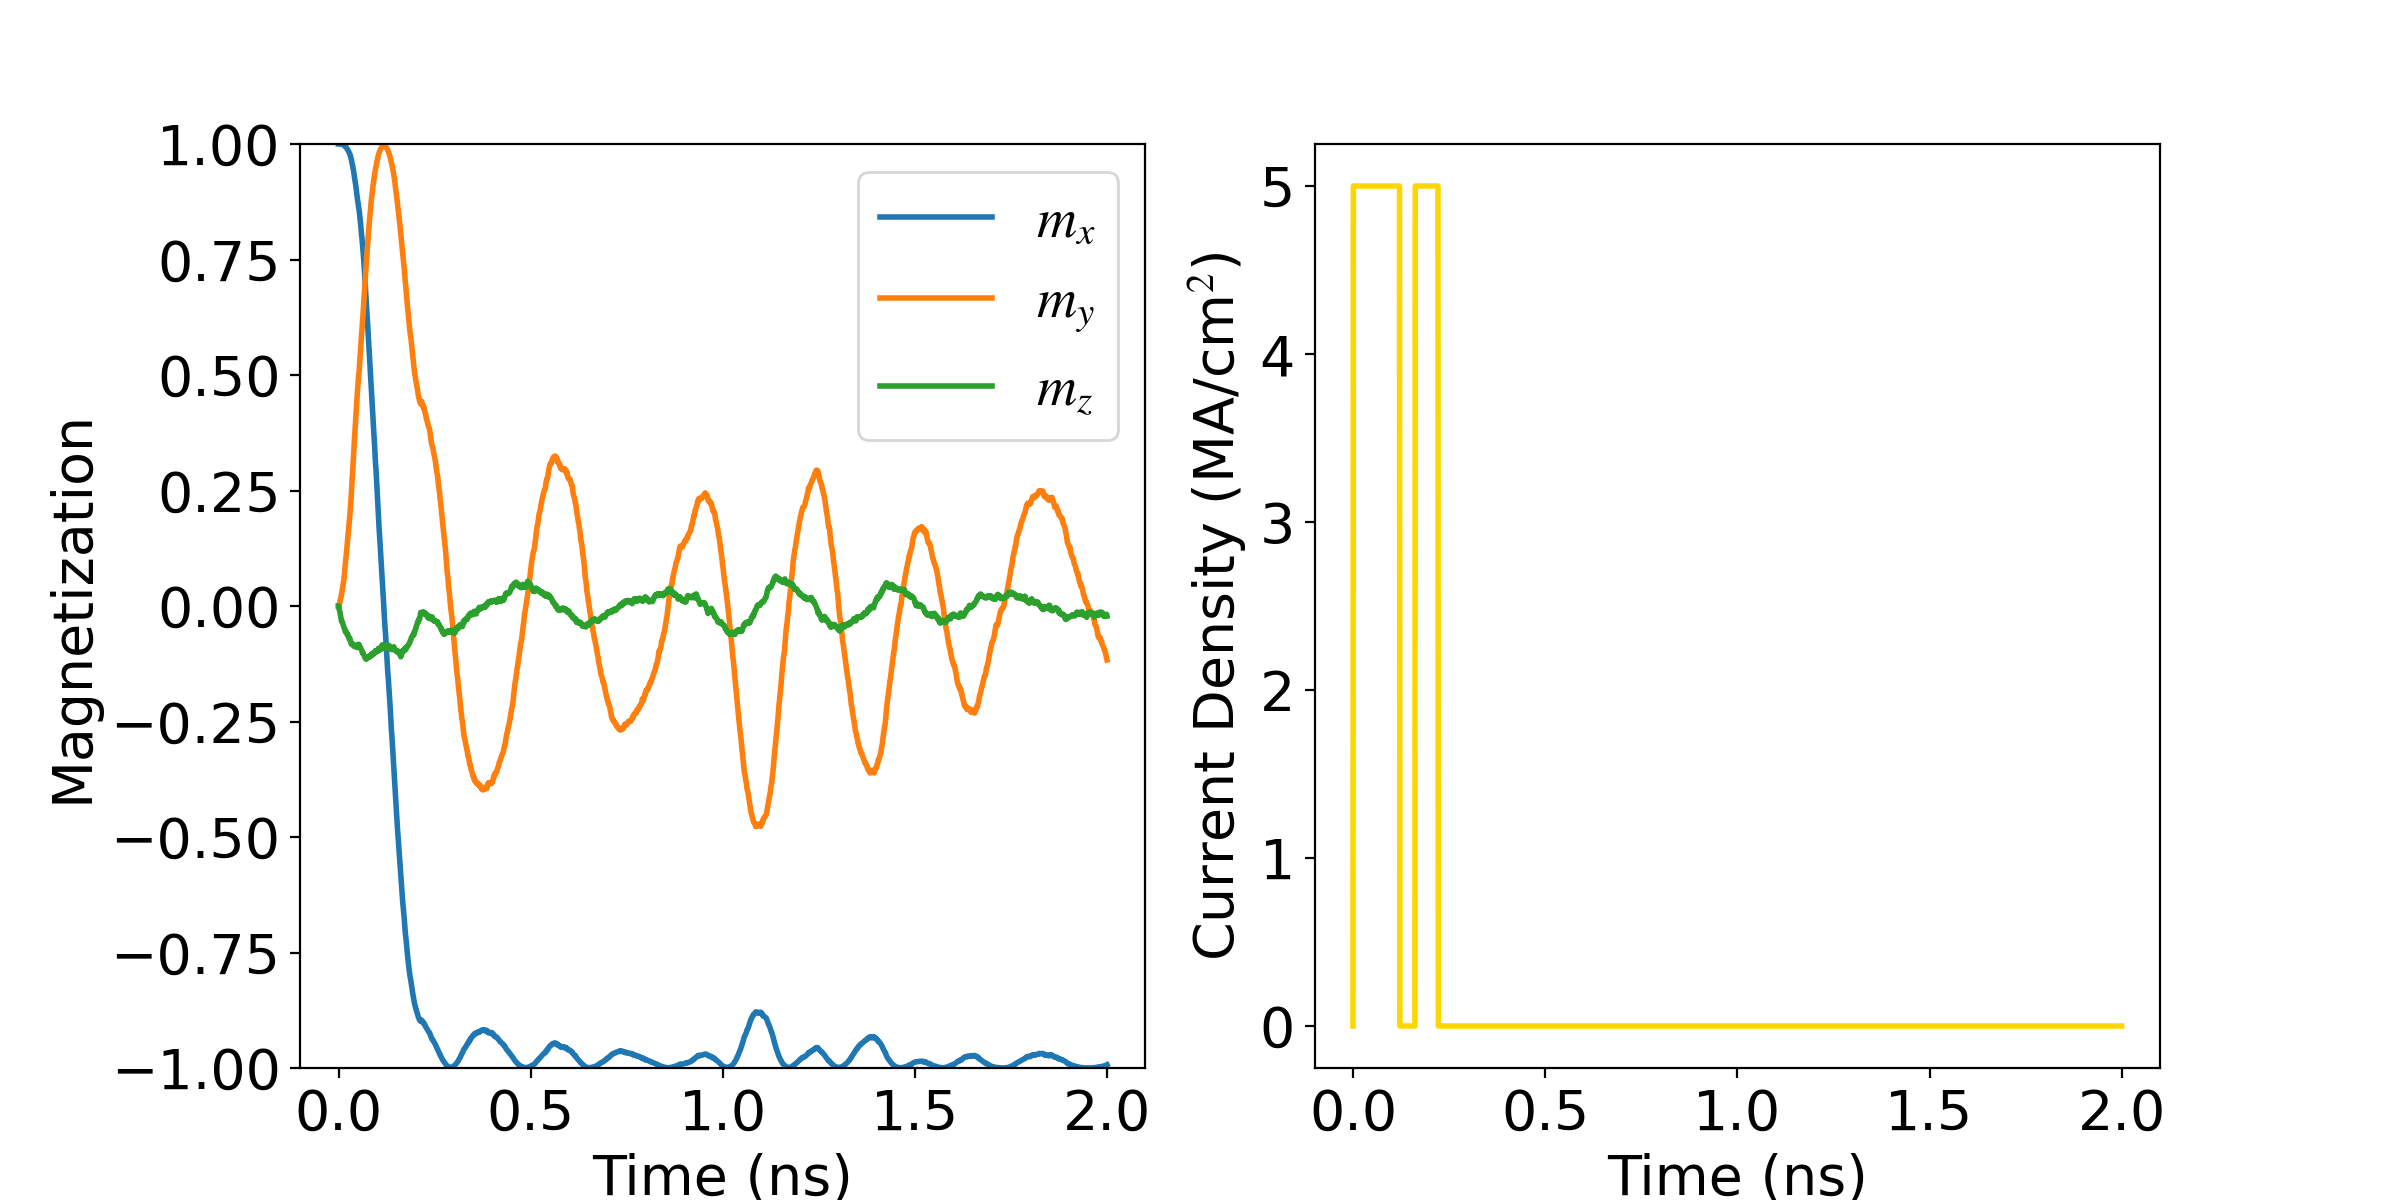 Magnetization
1.00
0.75
0.50
0.25
0.00
−0.25
−0.50
−0.75
−1.00
0.0 0.5 1.0 1.5 2.0
Time (ns)
m_x
m_y
m_z
Current Density (MA/cm²)
5
4
3
2
1
0
0.0 0.5 1.0 1.5 2.0
Time (ns)